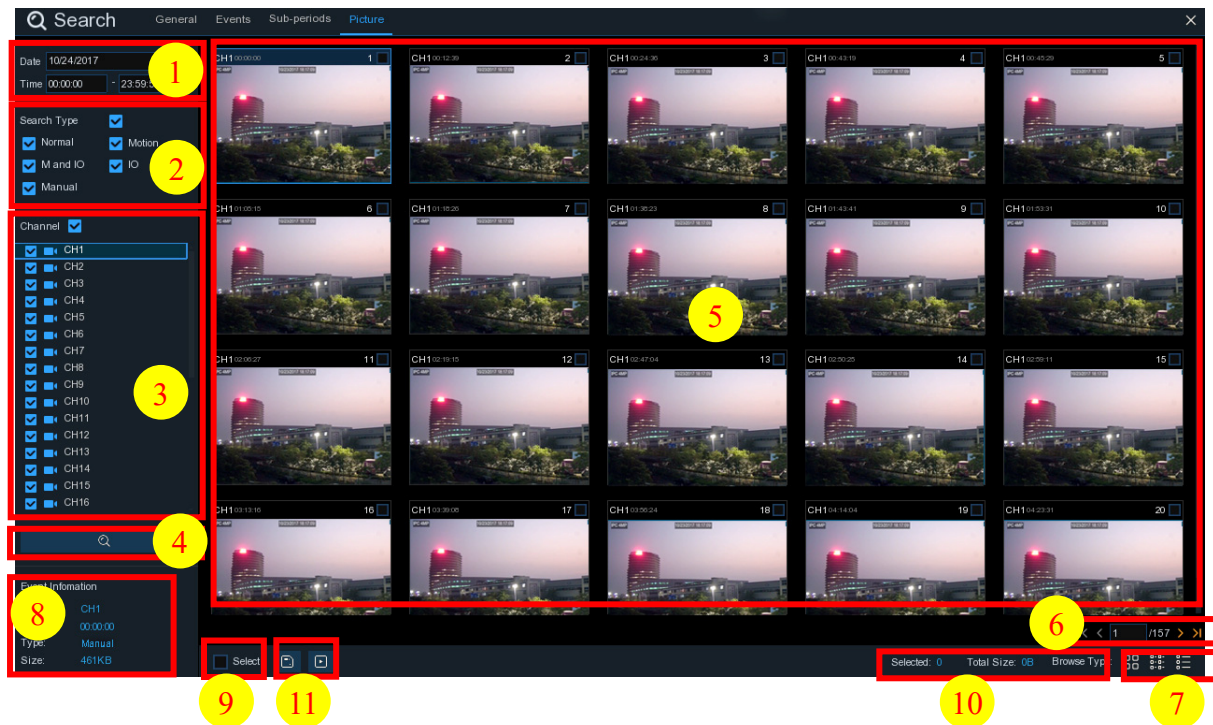 Search General Events Sub-periods Picture
Date 10/24/2017
Time 00:00:00 - 23:59:5
1
Search Type
Normal Motion
M and IO IO
Manual
2
Channel
CH1
CH2
CH3
CH4
CH5
CH6
CH7
CH8
CH9
CH10
CH11
CH12
CH13
CH14
CH15
CH16
3
4
Event Infomation
CH1
00:00:00
Type: Manual
Size: 461KB
8
CH1 00:00:00 1 CH1 00:12:39 2 CH1 00:24:36 3 CH1 00:43:19 4 CH1 00:45:29 5
CH1 01:05:15 6 CH1 01:18:26 7 CH1 01:38:23 8 CH1 01:43:41 9 CH1 01:53:31 10
5
CH1 02:06:27 11 CH1 02:19:15 12 CH1 02:47:04 13 CH1 02:50:25 14 CH1 02:59:11 15
CH1 03:13:16 16 CH1 03:39:06 17 CH1 03:56:24 18 CH1 04:14:04 19 CH1 04:23:31 20
6
1 /157
Select
Selected: 0 Total Size: 0B Browse Typ
9 11 10 7